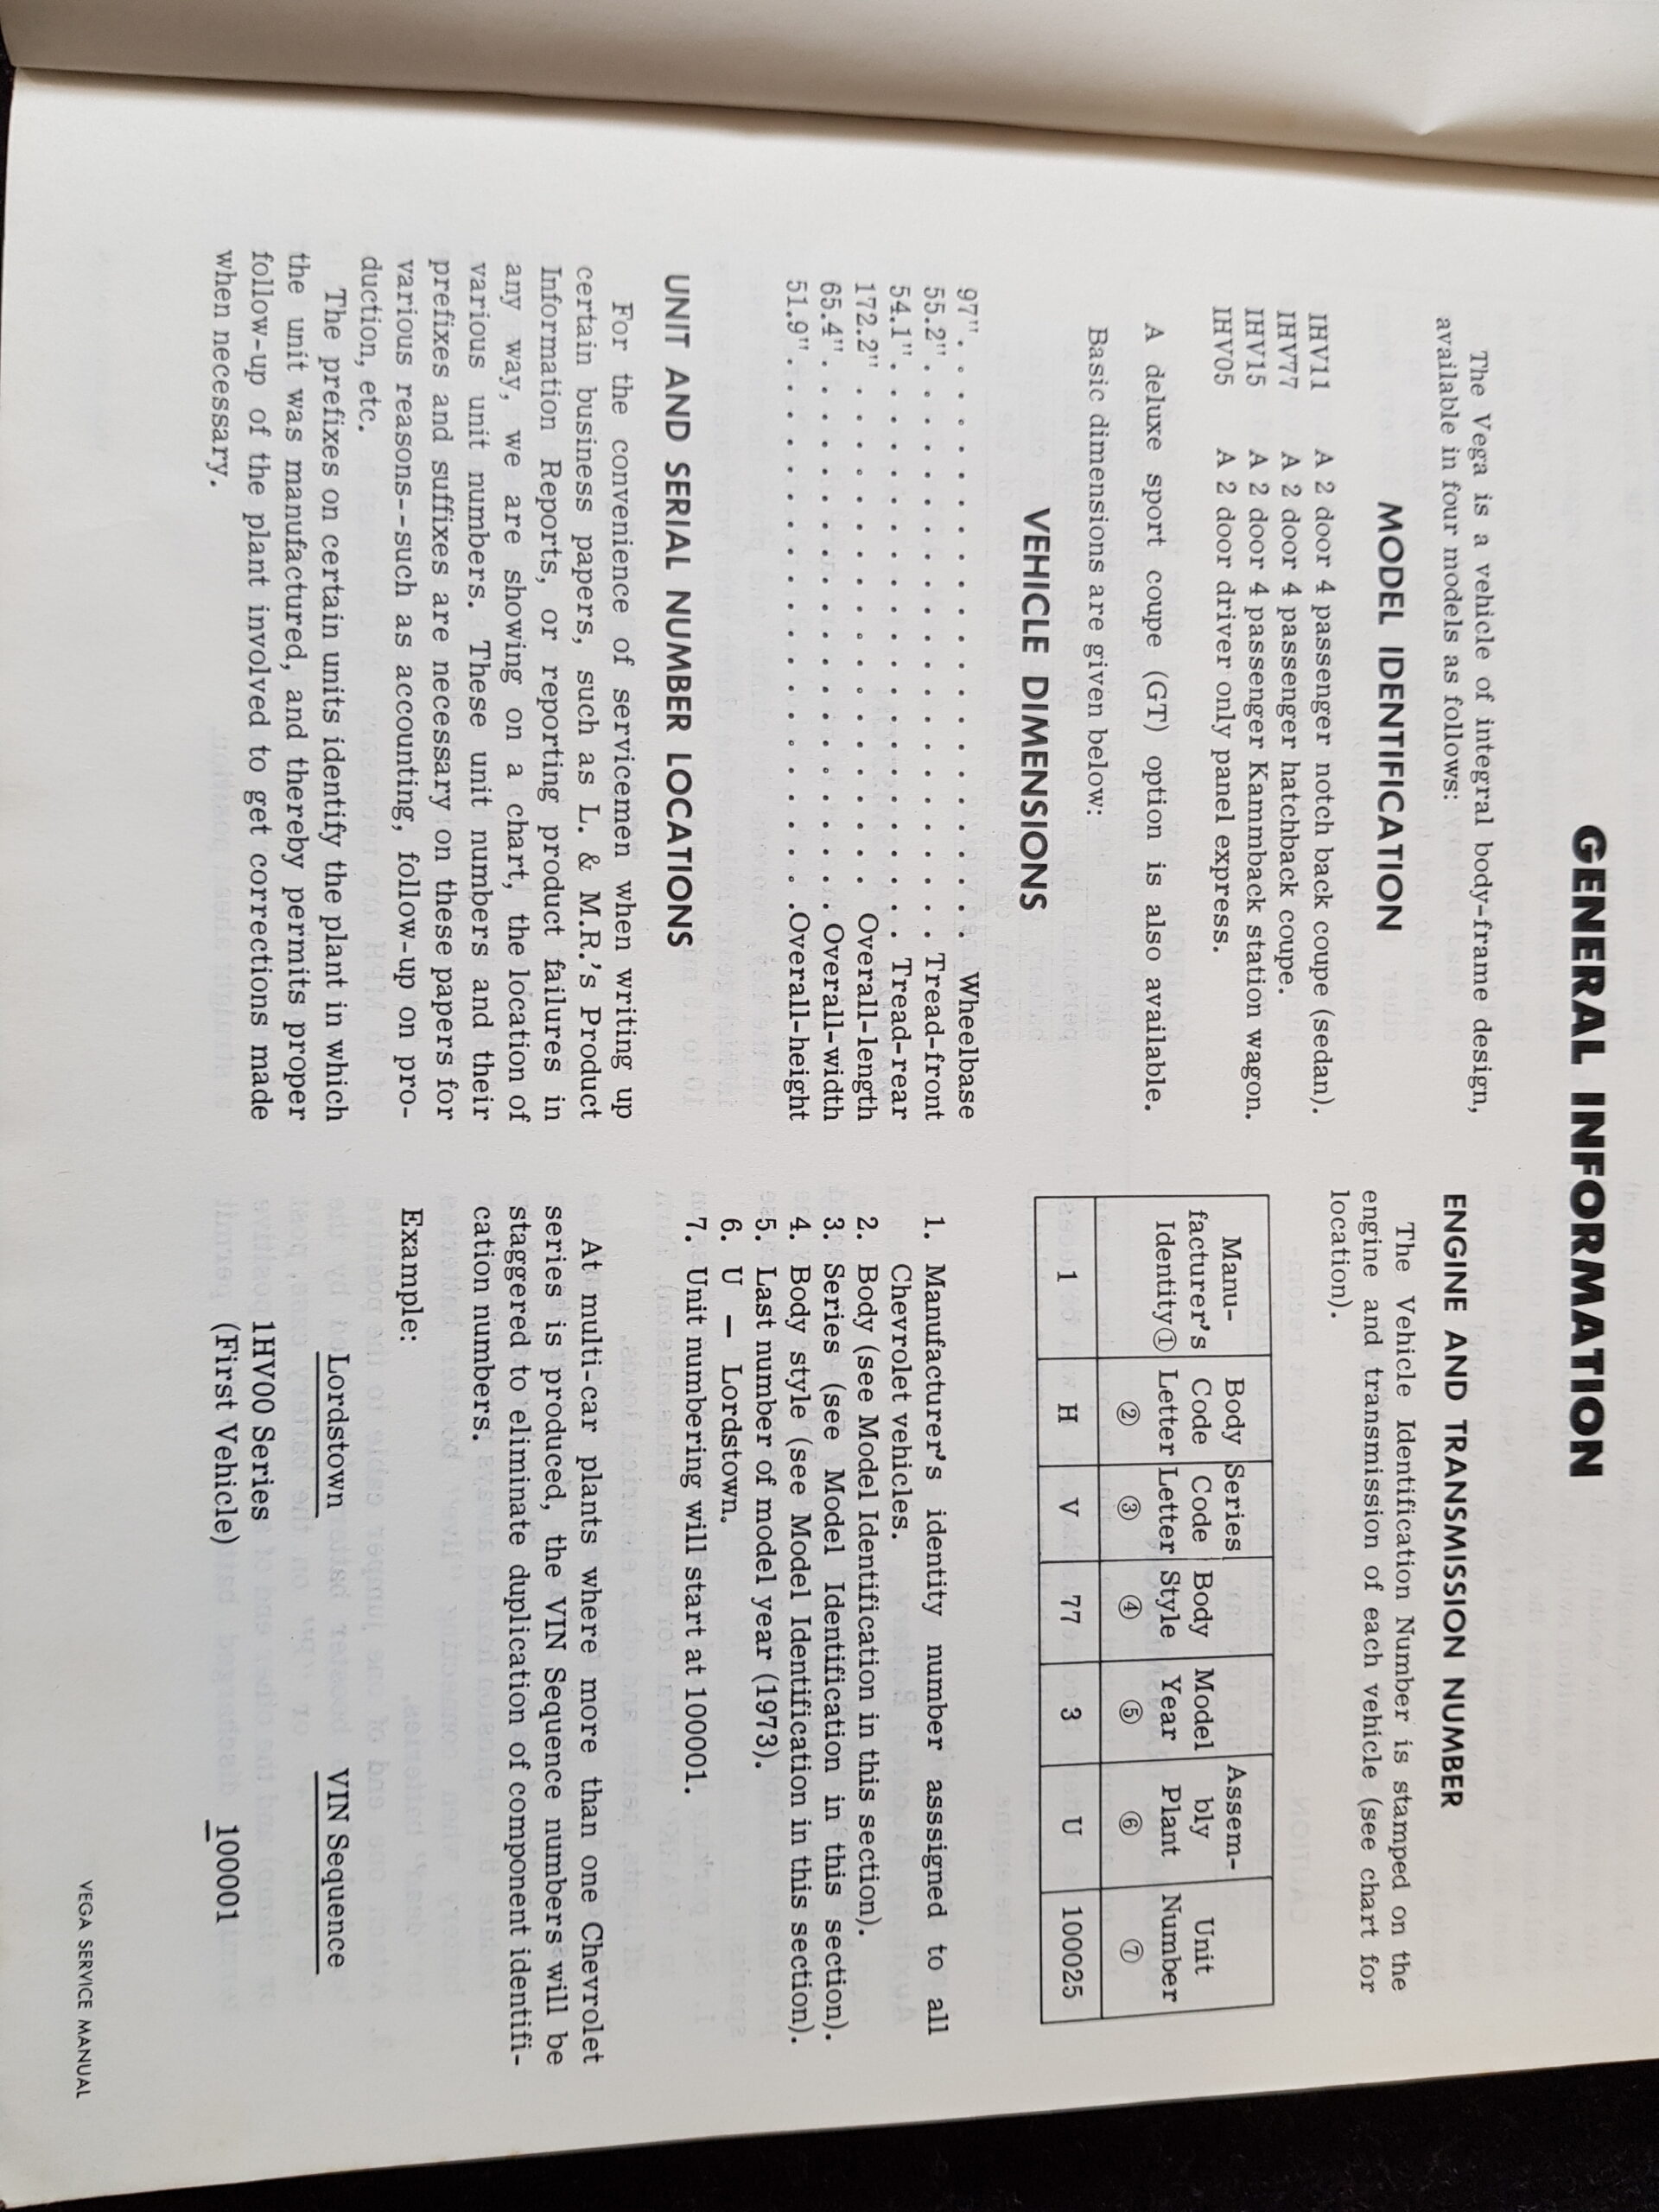 GENERAL INFORMATION
The Vega is a vehicle of integral body-frame design,
available in four models as follows:
MODEL IDENTIFICATION
IHV11 A 2 door 4 passenger notch back coupe (sedan).
IHV77 A 2 door 4 passenger hatchback coupe.
IHV15 A 2 door 4 passenger Kammback station wagon.
IHV05 A 2 door driver only panel express.
A deluxe sport coupe (GT) option is also available.
Basic dimensions are given below:
VEHICLE DIMENSIONS
97". . . . . . . . . . . . . . . . . . . Wheelbase
55.2" . . . . . . . . . . . . . . . . . . Tread-front
54.1". . . . . . . . . . . . . . . . . . . Tread-rear
172.2" . . . . . . . . . . . . . . . . Overall-length
65.4" . . . . . . . . . . . . . . . . . . Overall-width
51.9" . . . . . . . . . . . . . . . . . .Overall-height
UNIT AND SERIAL NUMBER LOCATIONS
For the convenience of servicemen when writing up
certain business papers, such as L. & M.R.'s Product
Information Reports, or reporting product failures in
any way, we are showing on a chart, the location of
various unit numbers. These unit numbers and their
prefixes and suffixes are necessary on these papers for
various reasons--such as accounting, follow-up on pro-
duction, etc.
The prefixes on certain units identify the plant in which
the unit was manufactured, and thereby permits proper
follow-up of the plant involved to get corrections made
when necessary.
ENGINE AND TRANSMISSION NUMBER
The Vehicle Identification Number is stamped on the
engine and transmission of each vehicle (see chart for
location).
Manu-
facturer's
Identity①
Body
Code
Letter
②
Series
Code
Letter
③
Body
Style
④
Model
Year
⑤
Assem-
bly
Plant
⑥
Unit
Number
⑦
1 H V 77 3 U 100025
1. Manufacturer's identity number asssigned to all
Chevrolet vehicles.
2. Body (see Model Identification in this section).
3. Series (see Model Identification in this section).
4. Body style (see Model Identification in this section).
5. Last number of model year (1973).
6. U — Lordstown.
7. Unit numbering will start at 100001.
At multi-car plants where more than one Chevrolet
series is produced, the VIN Sequence numbers will be
staggered to eliminate duplication of component identifi-
cation numbers.
Example:
Lordstown VIN Sequence
1HV00 Series
(First Vehicle) 100001
VEGA SERVICE MANUAL